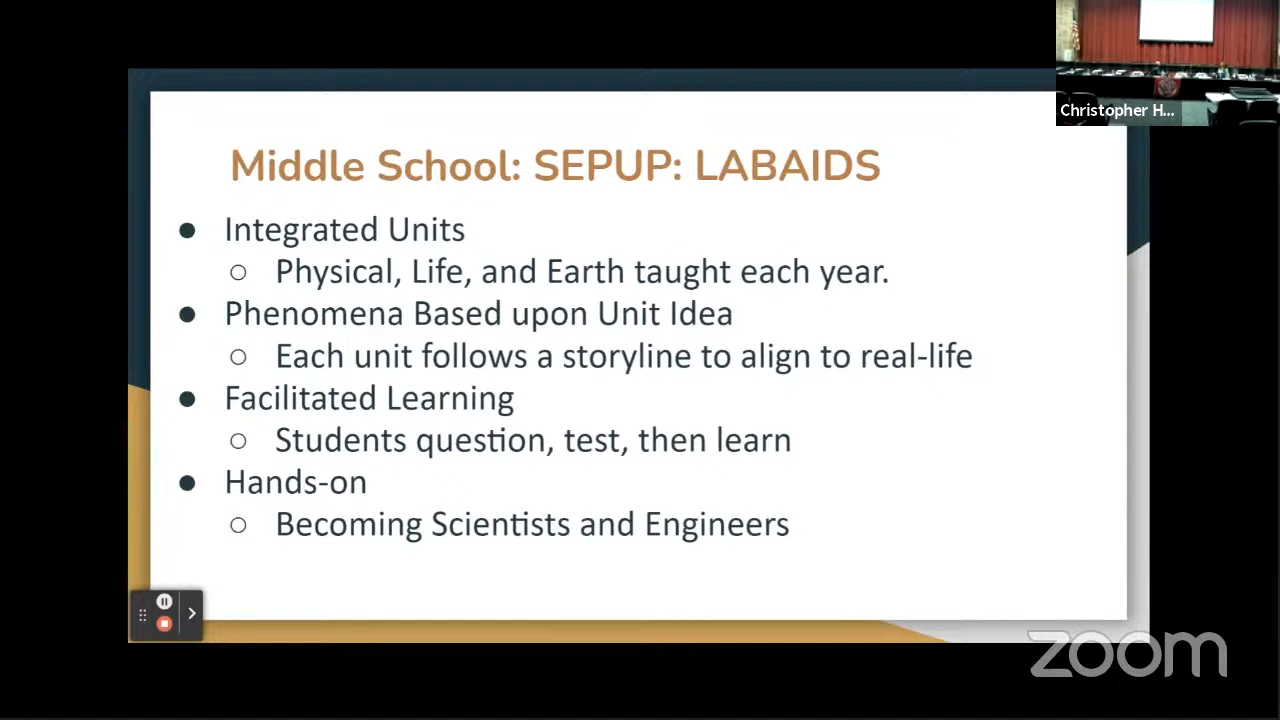 Christopher H...
Middle School: SEPUP: LABAIDS
● Integrated Units
○ Physical, Life, and Earth taught each year.
● Phenomena Based upon Unit Idea
○ Each unit follows a storyline to align to real-life
● Facilitated Learning
○ Students question, test, then learn
● Hands-on
○ Becoming Scientists and Engineers
zoom